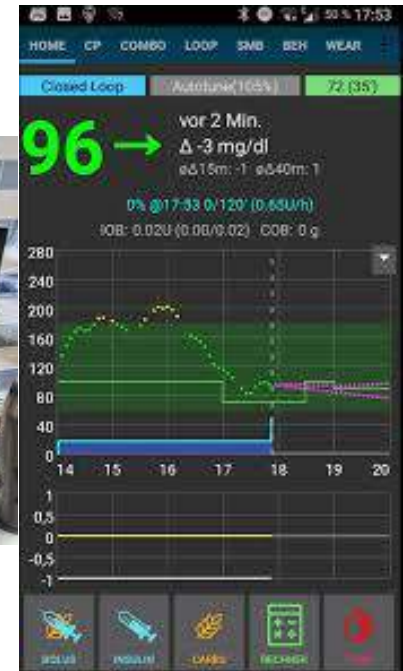 50 % 17:53
HOME CP COMBO LOOP SMB BEH WEAR
Closed Loop Autotune(105%) 72 (35')
96 → vor 2 Min.
Δ -3 mg/dl
øΔ15m: -1 øΔ40m: 1
0% @17:53 0/120' (0.65U/h)
IOB: 0.02U (0.00/0.02) COB: 0 g
280
240
200
160
120
80
40
0
14 15 16 17 18 19 20
1
0,5
0
-0,5
-1
BOLUS INSULIN CARBS RECHNER